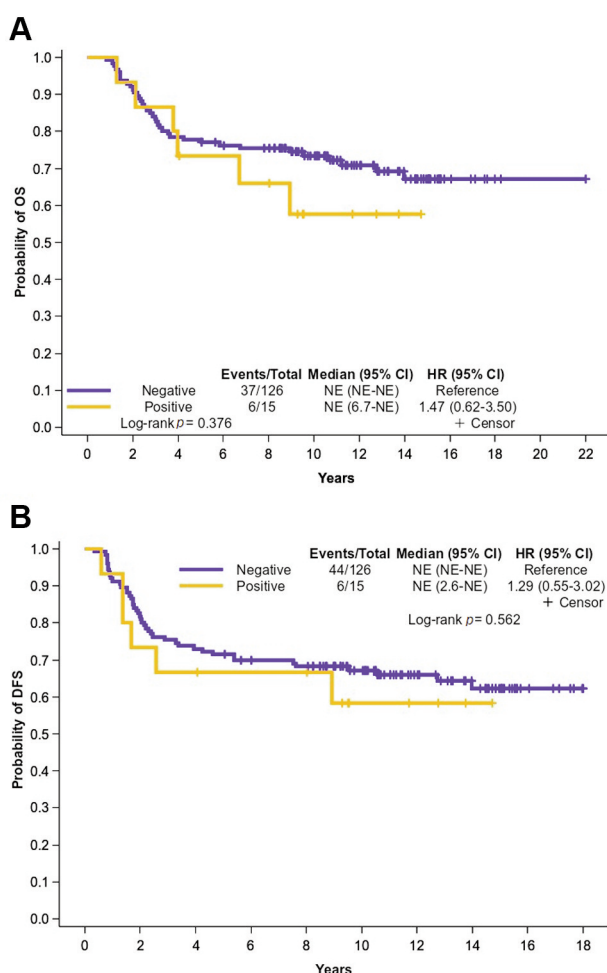 A
1.0
0.9
0.8
0.7
0.6
0.5
0.4
0.3
0.2
0.1
0.0
Probability of OS
Events/Total Median (95% CI) HR (95% CI)
Negative 37/126 NE (NE-NE) Reference
Positive 6/15 NE (6.7-NE) 1.47 (0.62-3.50)
Log-rank p = 0.376 + Censor
0 2 4 6 8 10 12 14 16 18 20 22
Years
B
1.0
0.9
0.8
0.7
0.6
0.5
0.4
0.3
0.2
0.1
0.0
Probability of DFS
Events/Total Median (95% CI) HR (95% CI)
Negative 44/126 NE (NE-NE) Reference
Positive 6/15 NE (2.6-NE) 1.29 (0.55-3.02)
+ Censor
Log-rank p = 0.562
0 2 4 6 8 10 12 14 16 18
Years